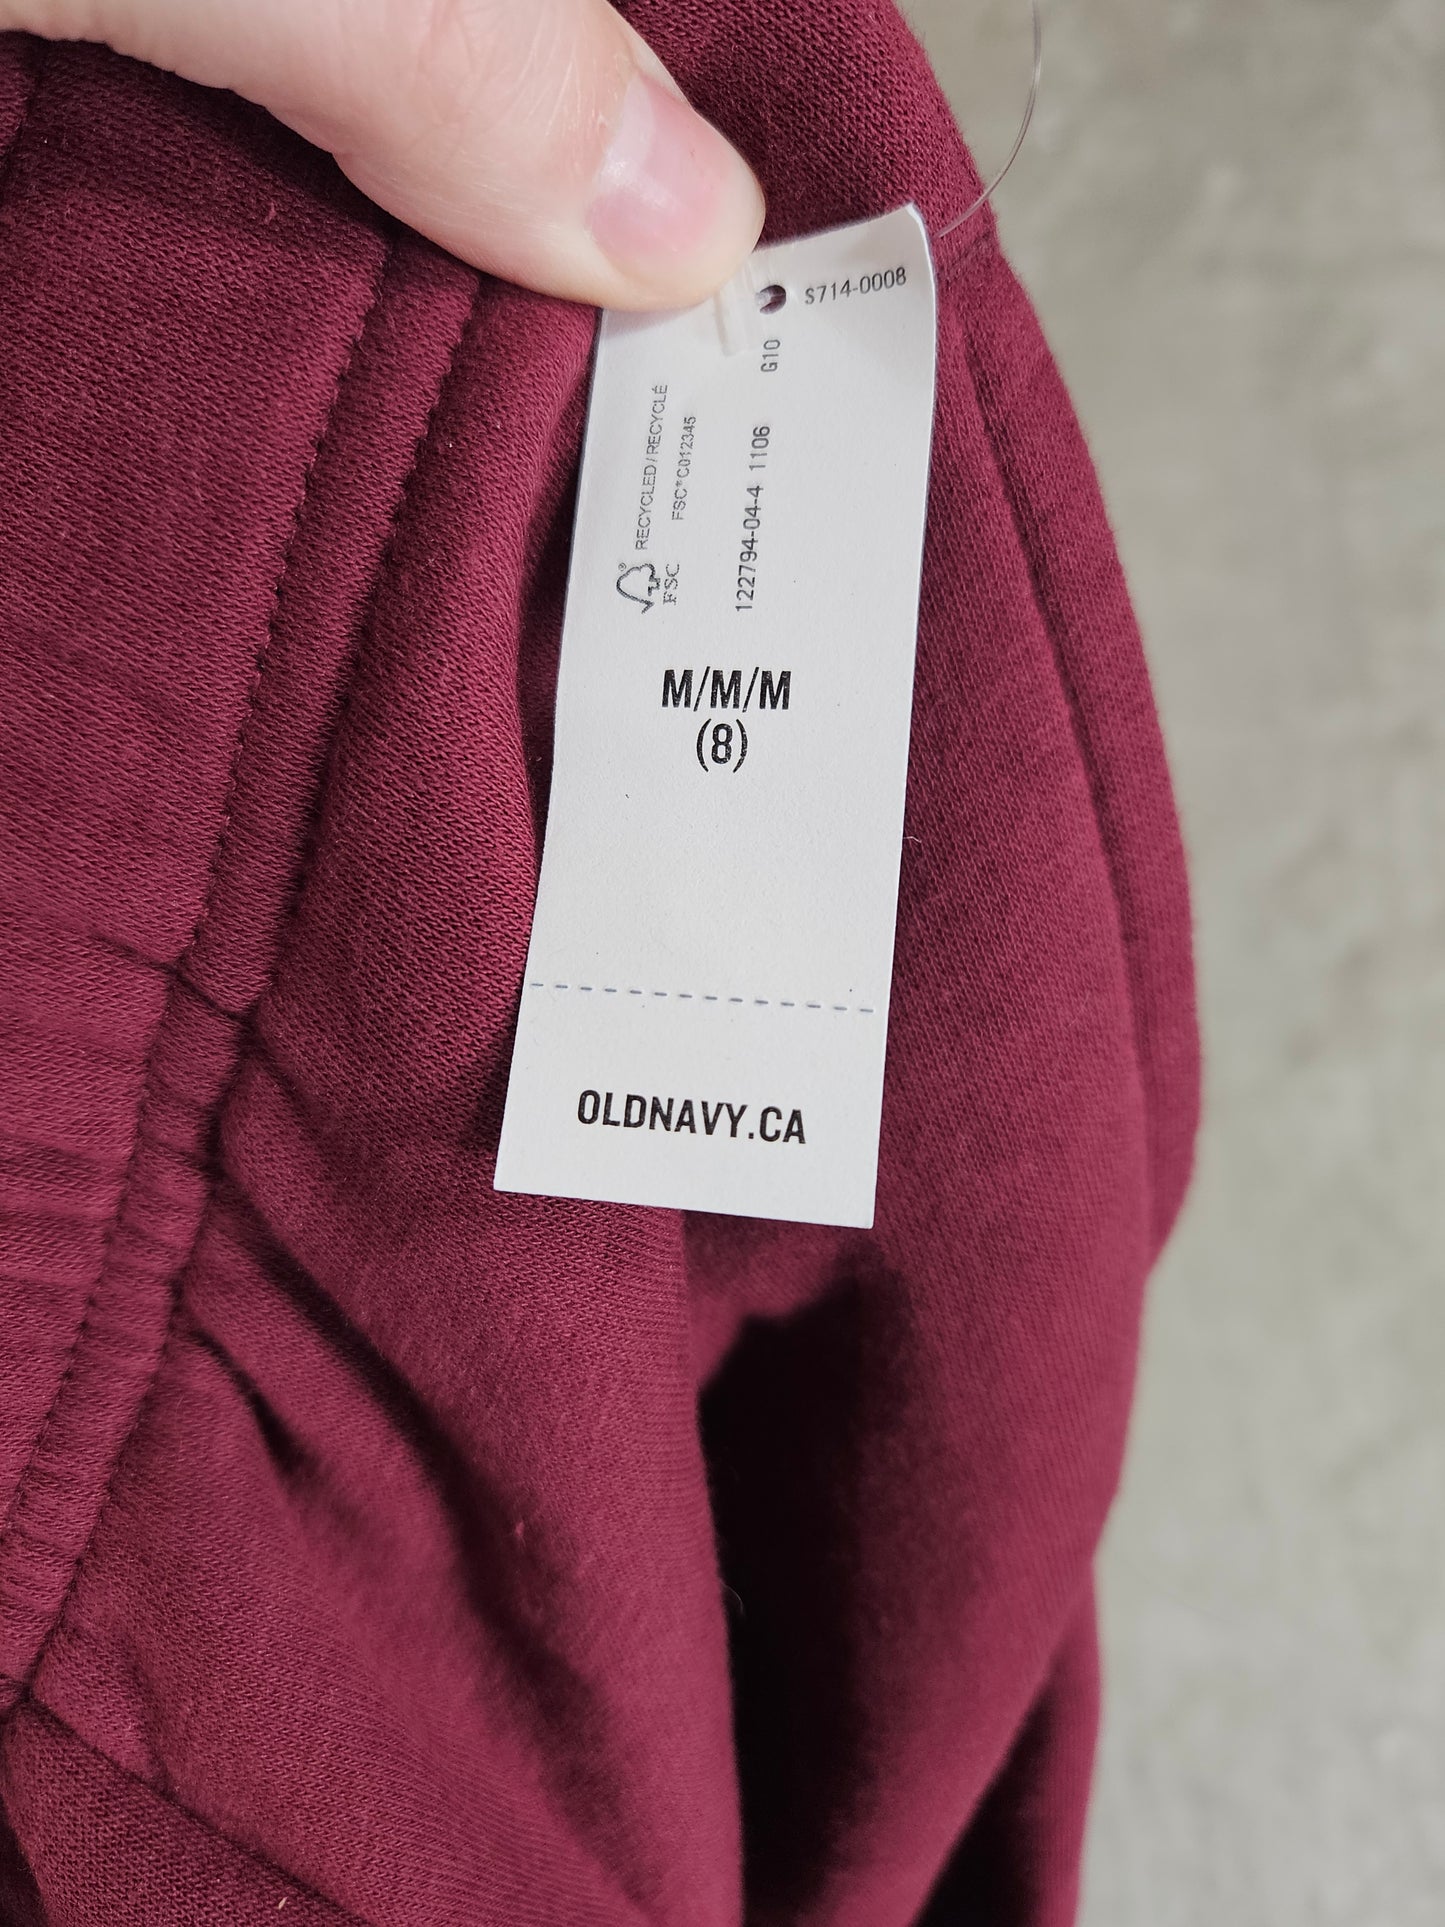 S714-0008
G10
RECYCLED/RECYCLÉ
FSC® C012345
FSC®
122794-04-4 1106
M/M/M
(8)
OLDNAVY.CA